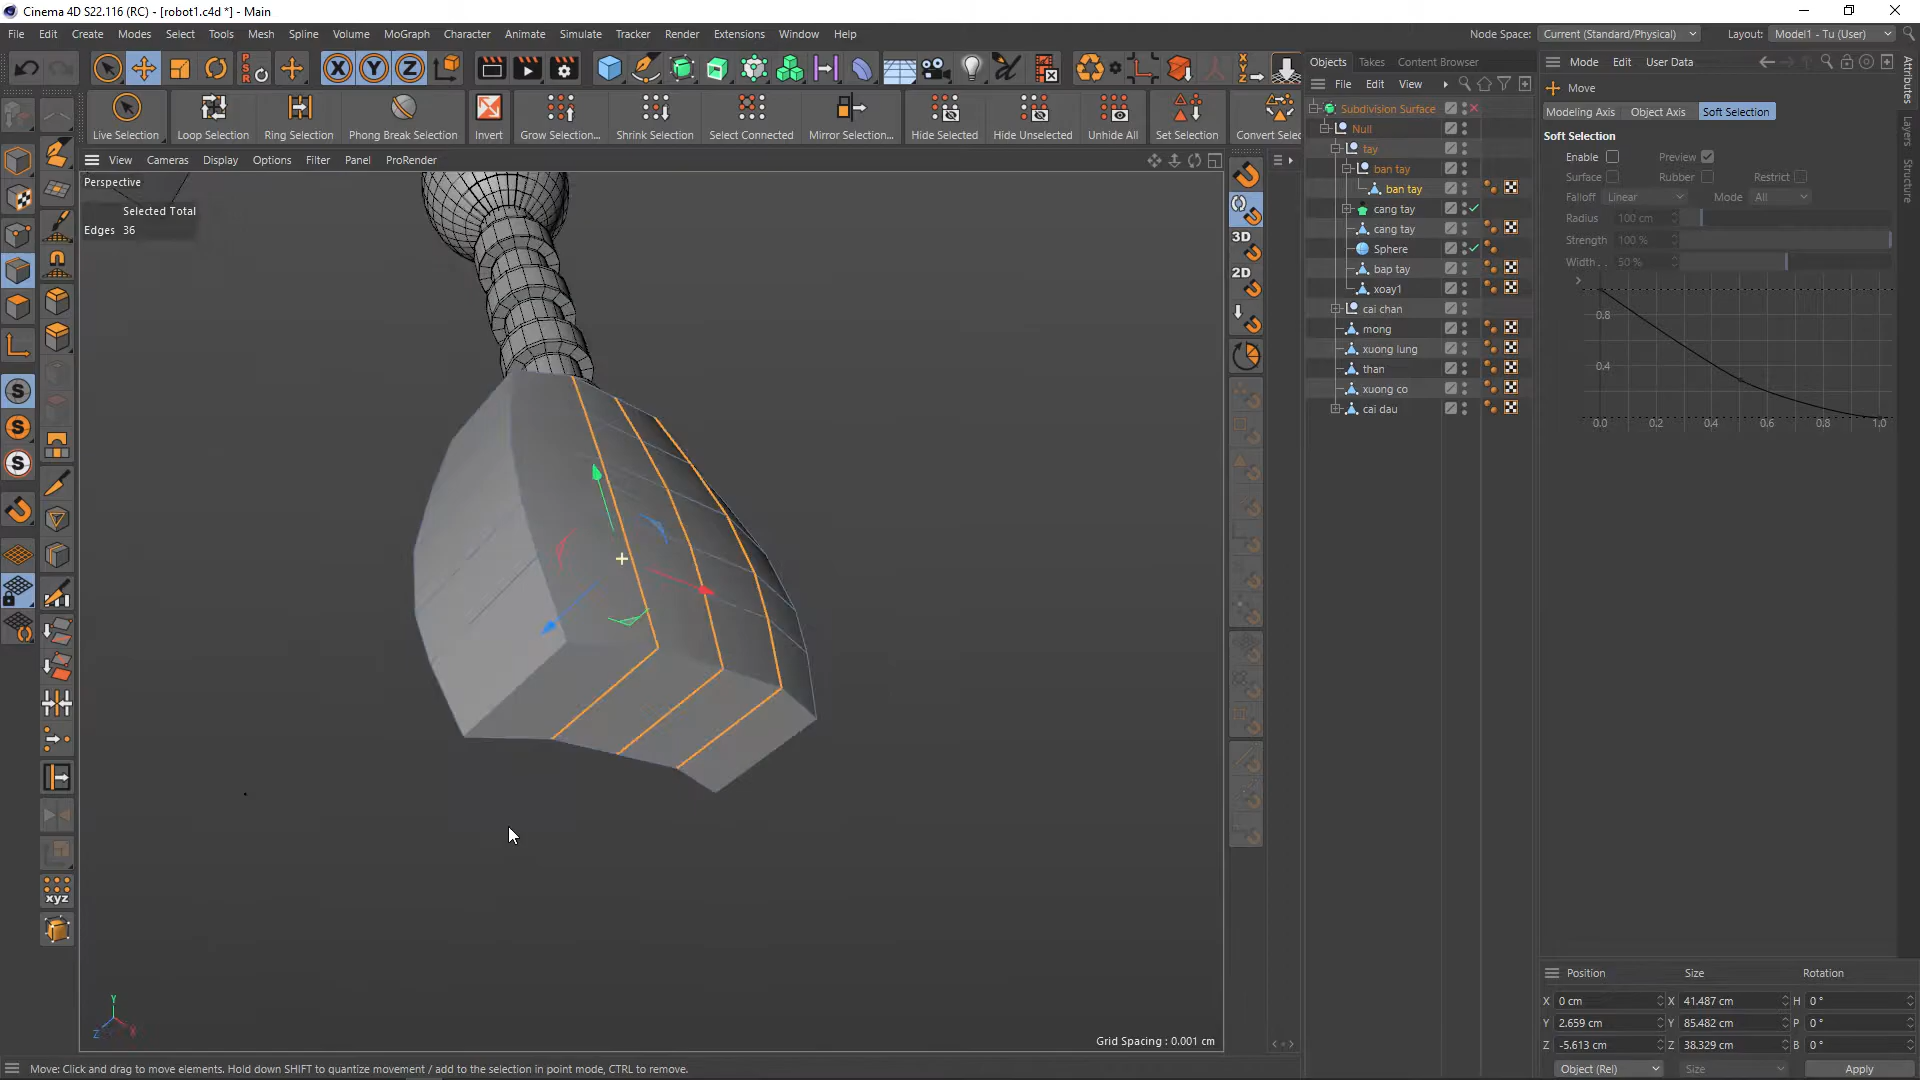 Cinema 4D S22.116 (RC) - [robot1.c4d *] - Main
File Edit Create Modes Select Spline Tools Mesh Volume MoGraph Character Animate Simulate Tracker Render Extensions Window Help
Node Space: Current (Standard/Physical) Layout: Model1 - Tu (User)
PSR X Y Z
Live Selection Loop Selection Ring Selection Phong Break Selection Invert Grow Selection... Shrink Selection Select Connected Mirror Selection... Hide Selected Hide Unselected Unhide All Set Selection Convert Selec
View Cameras Display Options Filter Panel ProRender
Perspective
Selected Total
Edges 36
3D
2D
S
S
S
xyz
Y
Z X
Grid Spacing : 0.001 cm
Objects Takes Content Browser
File Edit View
Subdivision Surface
Null
tay
ban tay
ban tay
cang tay
cang tay
Sphere
bap tay
xoay1
cai chan
mong
xuong lung
than
xuong co
cai dau
Mode Edit User Data
Move
Modeling Axis Object Axis Soft Selection
Soft Selection
Enable Preview
Surface Rubber Restrict
Falloff Linear Mode All
Radius 100 cm
Strength 100 %
Width . . 50 %
0.8
0.4
0.0 0.2 0.4 0.6 0.8 1.0
Attributes
Layers
Structure
Position Size Rotation
X 0 cm X 41.487 cm H 0 °
Y 2.659 cm Y 85.482 cm P 0 °
Z -5.613 cm Z 38.329 cm B 0 °
Object (Rel) Size Apply
Move: Click and drag to move elements. Hold down SHIFT to quantize movement / add to the selection in point mode, CTRL to remove.